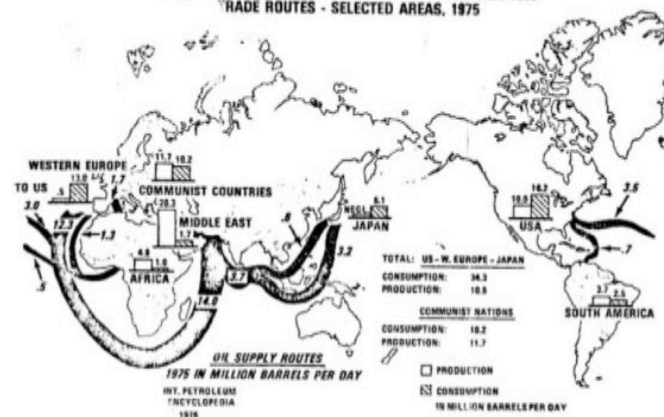 TRADE ROUTES - SELECTED AREAS, 1975
WESTERN EUROPE
.5
13.0
1.7
11.7
10.2
COMMUNIST COUNTRIES
TO US
3.0
12.3
1.3
20.3
1.7
MIDDLE EAST
NEGL.
5.1
JAPAN
.6
3.2
10.0
16.2
USA
3.6
.7
.5
4.9
1.0
AFRICA
14.0
3.7
TOTAL: US - W. EUROPE - JAPAN
CONSUMPTION: 34.3
PRODUCTION: 10.5
COMMUNIST NATIONS
CONSUMPTION: 10.2
PRODUCTION: 11.7
3.7
2.5
SOUTH AMERICA
OIL SUPPLY ROUTES
1975 IN MILLION BARRELS PER DAY
INT. PETROLEUM
ENCYCLOPEDIA
1976
PRODUCTION
CONSUMPTION
IN MILLION BARRELS PER DAY